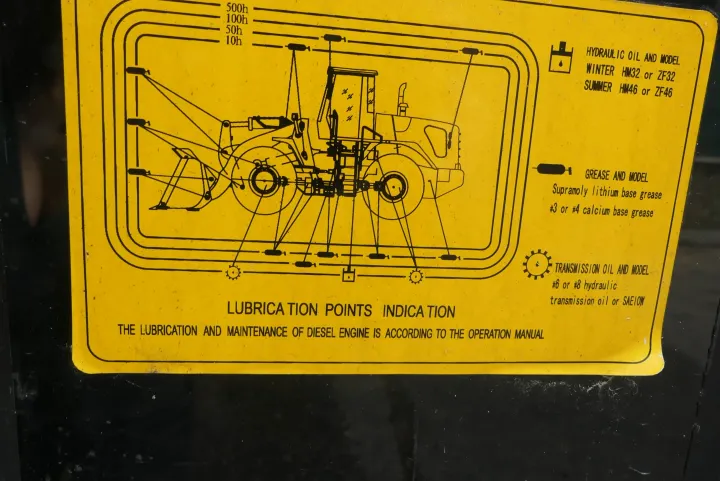 500h
100h
50h
10h
HYDRAULIC OIL AND MODEL
WINTER HM32 or ZF32
SUMMER HM46 or ZF46
GREASE AND MODEL
Supramoly lithium base grease
#3 or #4 calcium base grease
TRANSMISSION OIL AND MODEL
#6 or #8 hydraulic
transmission oil or SAE10W
LUBRICATION POINTS INDICATION
THE LUBRICATION AND MAINTENANCE OF DIESEL ENGINE IS ACCORDING TO THE OPERATION MANUAL